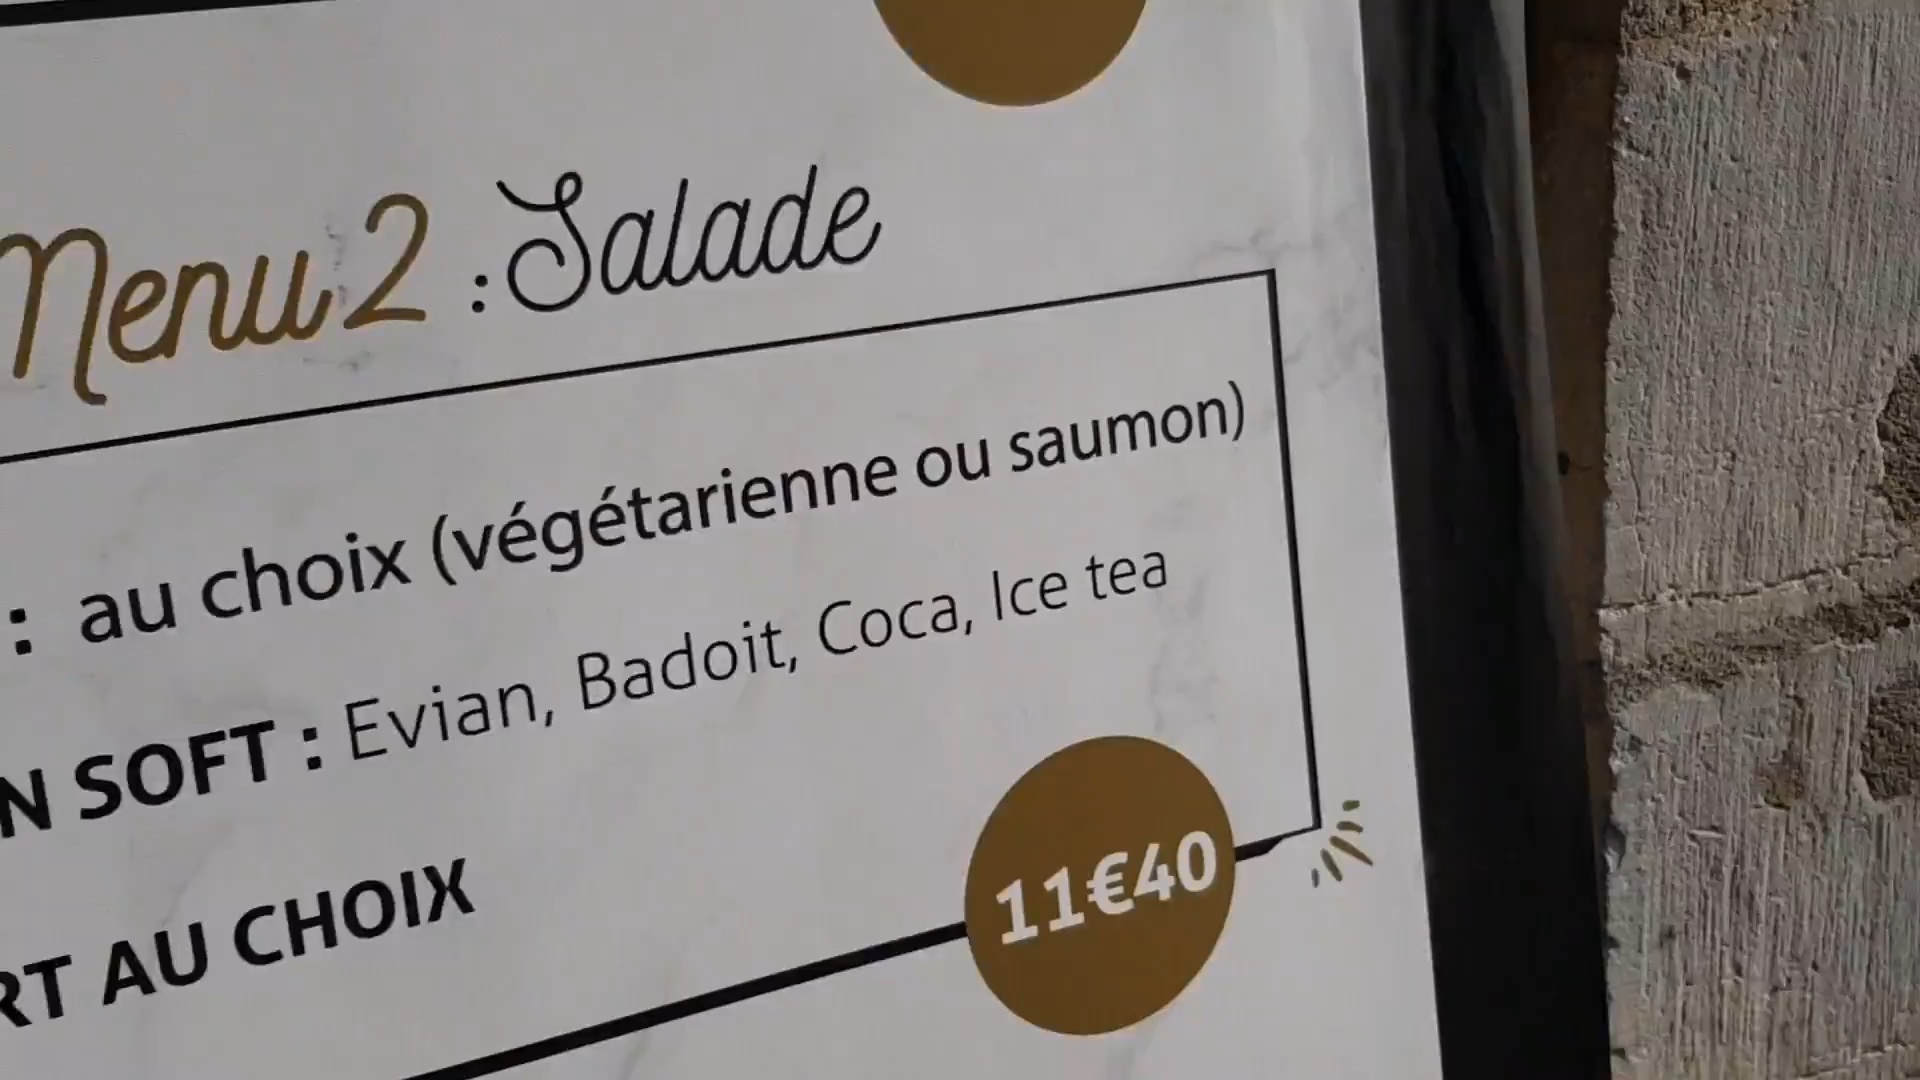 Menu 2 : Salade
: au choix (végétarienne ou saumon)
N SOFT : Evian, Badoit, Coca, Ice tea
RT AU CHOIX
11€40